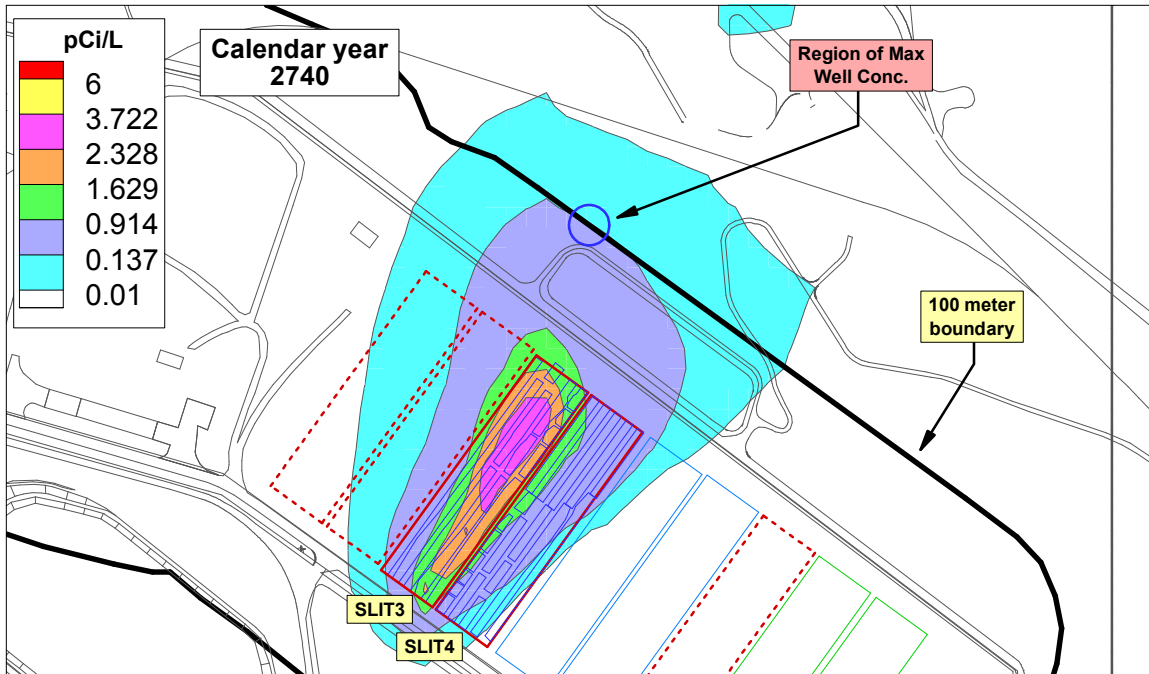 pCi/L
6
3.722
2.328
1.629
0.914
0.137
0.01
Calendar year
2740
Region of Max
Well Conc.
100 meter
boundary
SLIT3
SLIT4